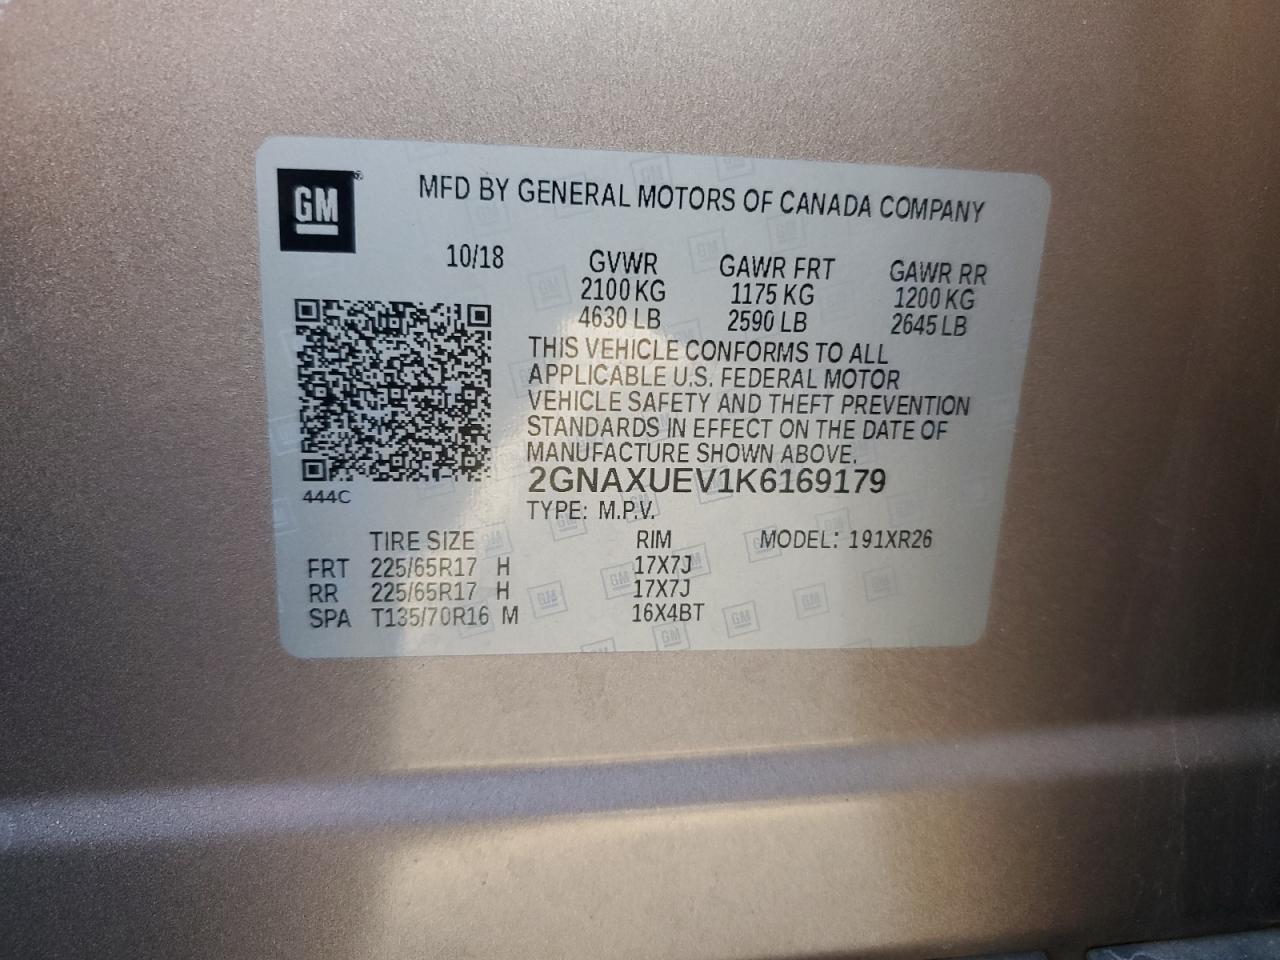 GM
MFD BY GENERAL MOTORS OF CANADA COMPANY
10/18 GVWR GAWR FRT GAWR RR
2100 KG 1175 KG 1200 KG
4630 LB 2590 LB 2645 LB
THIS VEHICLE CONFORMS TO ALL
APPLICABLE U.S. FEDERAL MOTOR
VEHICLE SAFETY AND THEFT PREVENTION
STANDARDS IN EFFECT ON THE DATE OF
MANUFACTURE SHOWN ABOVE.
2GNAXUEV1K6169179
444C
TYPE: M.P.V.
TIRE SIZE RIM MODEL: 191XR26
FRT 225/65R17 H 17X7J
RR 225/65R17 H 17X7J
SPA T135/70R16 M 16X4BT